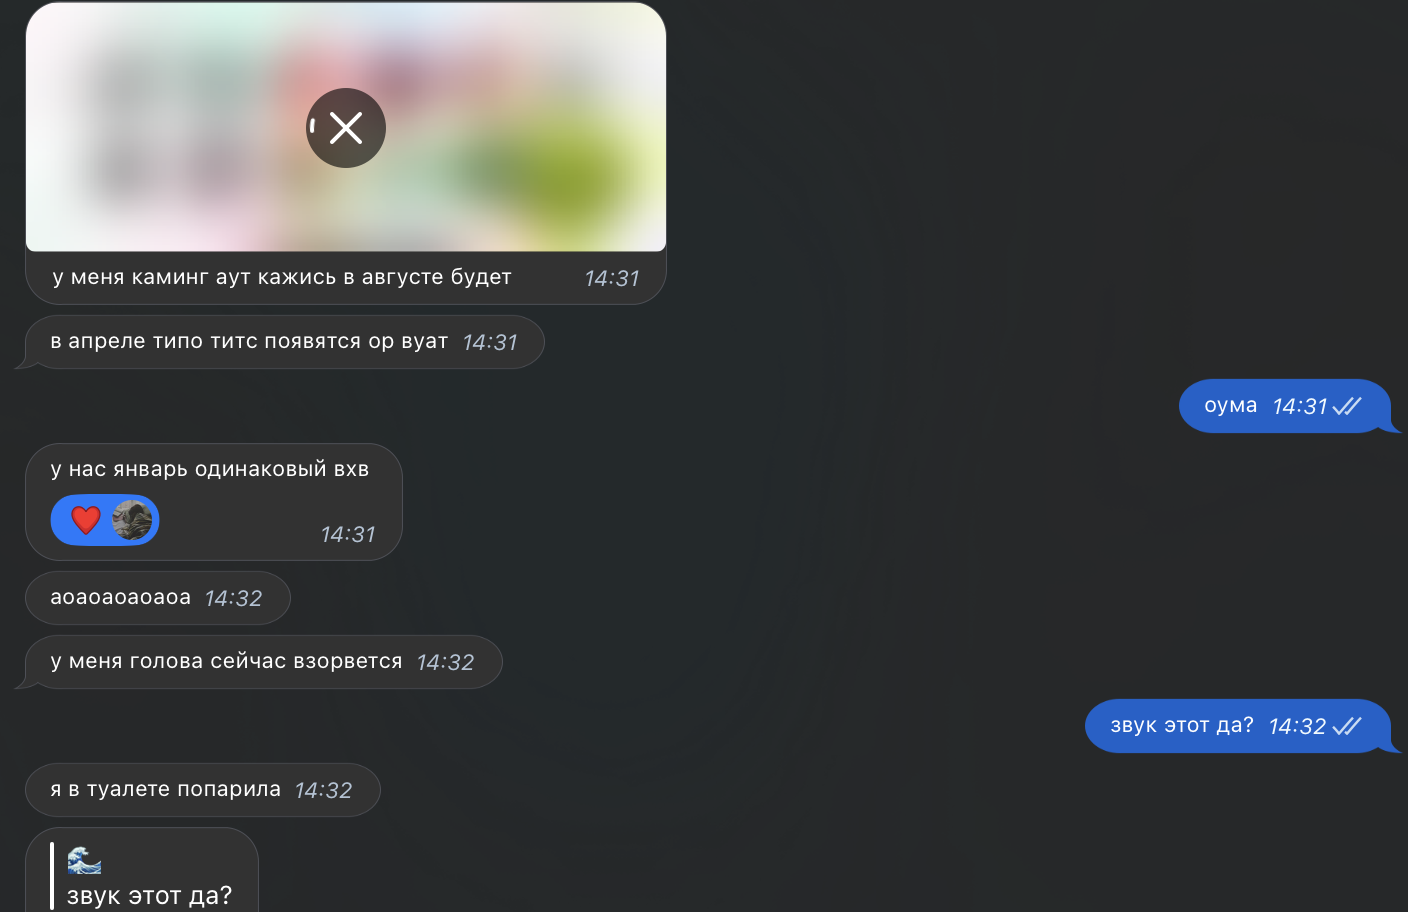 у меня каминг аут кажись в августе будет 14:31
в апреле типо титс появятся ор вуат 14:31
оума 14:31
у нас январь одинаковый вхв
14:31
аоаоаоаоаоа 14:32
у меня голова сейчас взорвется 14:32
звук этот да? 14:32
я в туалете попарила 14:32
звук этот да?